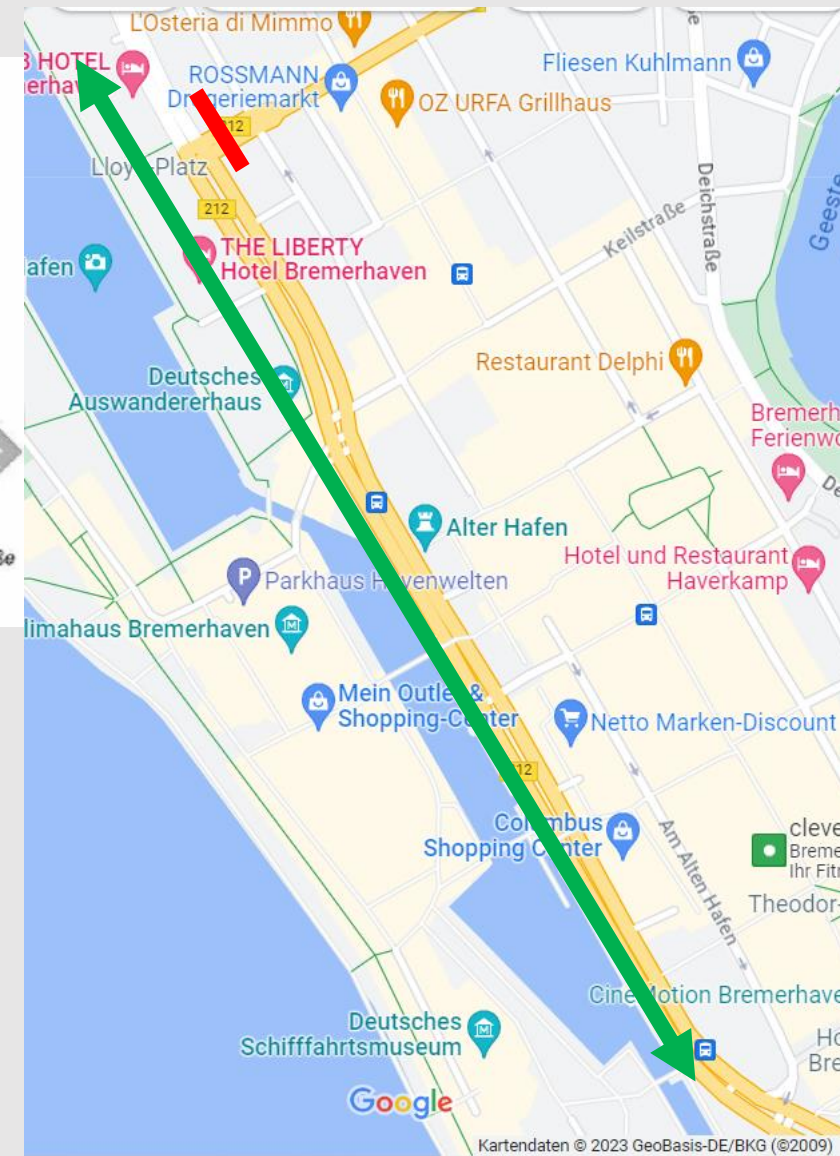 L'Osteria di Mimmo
HOTEL
ROSSMANN
Drogeriemarkt
Fliesen Kuhlmann
OZ URFA Grillhaus
212
Lloyd-Platz
212
Deichstraße
Geeste
Keilstraße
THE LIBERTY
Hotel Bremerhaven
afen
Restaurant Delphi
Deutsches
Auswandererhaus
Bremerh
Ferienwo
De
Alter Hafen
ße
Hotel und Restaurant
Haverkamp
P
Parkhaus Havenwelten
limahaus Bremerhaven
Mein Outlet &
Shopping-Center
Netto Marken-Discount
212
Columbus
Shopping Center
Am Alten Hafen
cleve
Breme
Ihr Fitn
Theodor-
CineMotion Bremerhave
Deutsches
Schifffahrtsmuseum
Ho
Bre
Google
Kartendaten © 2023 GeoBasis-DE/BKG (©2009)